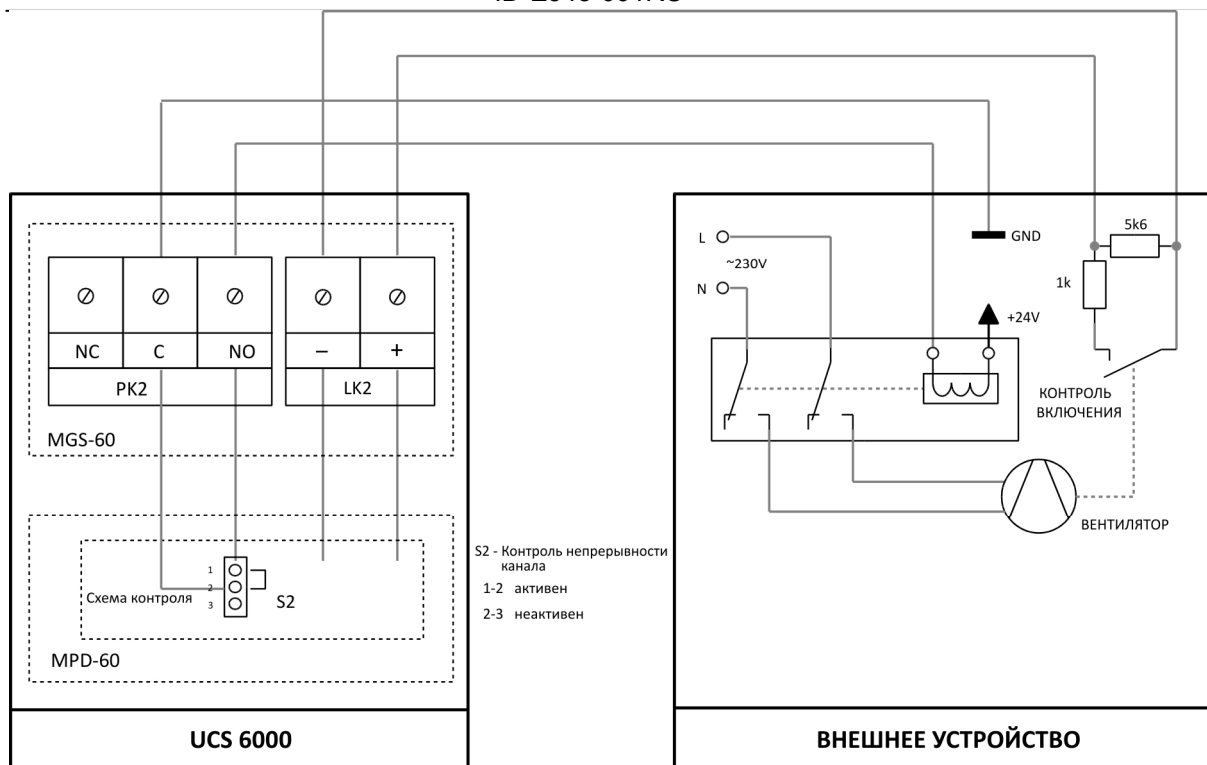 L
~230V
N
GND
5k6
1k
+24V
КОНТРОЛЬ
ВКЛЮЧЕНИЯ
ВЕНТИЛЯТОР
NC
C
NO
–
+
PK2
LK2
MGS-60
S2 - Контроль непрерывности
канала
1-2 активен
2-3 неактивен
1
2
3
Схема контроля
S2
MPD-60
UCS 6000
ВНЕШНЕЕ УСТРОЙСТВО